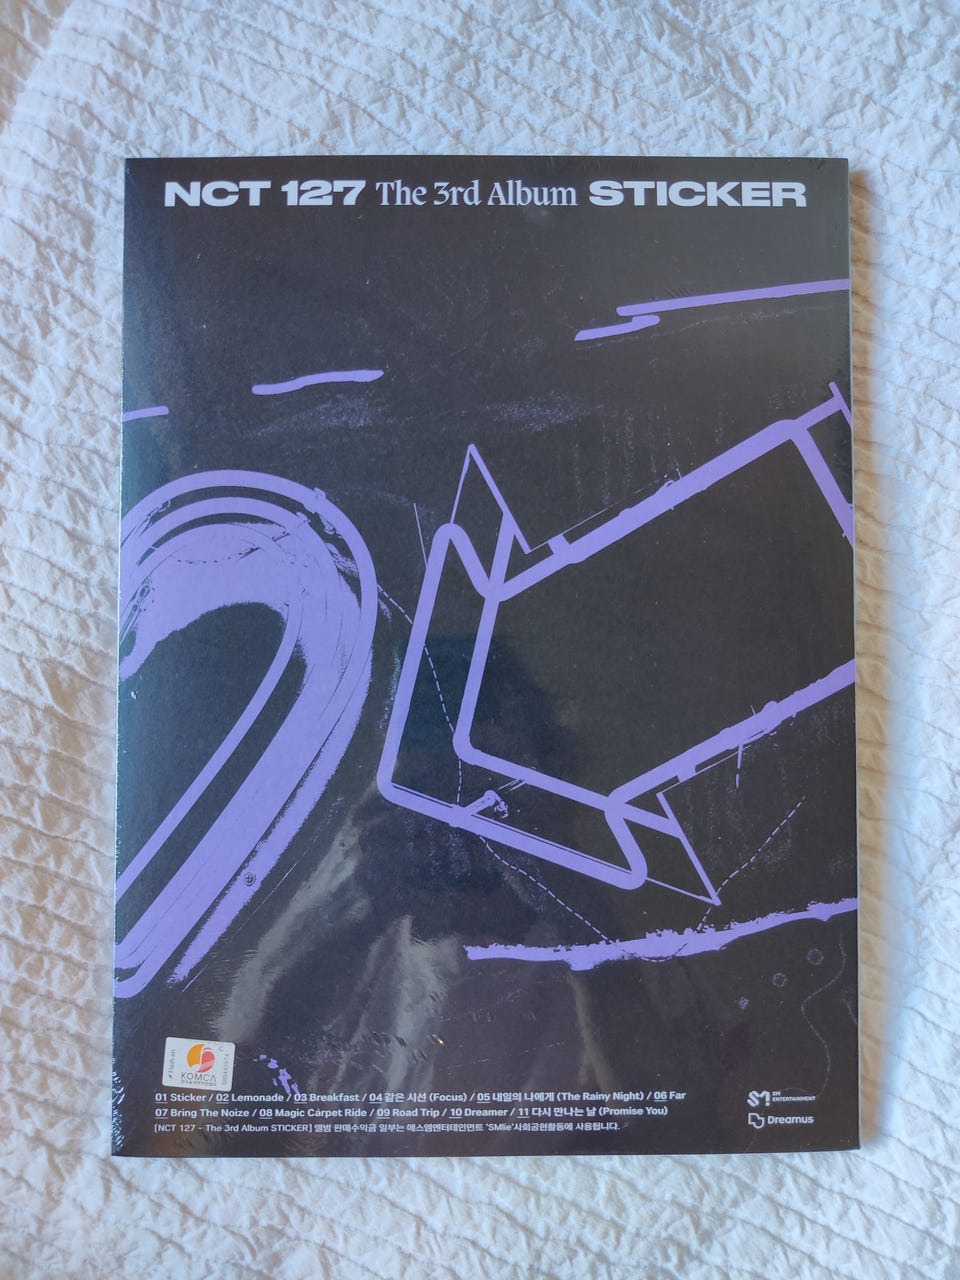 NCT 127 The 3rd Album STICKER
Flash on
C
KOMCA
01 Sticker / 02 Lemonade / 03 Breakfast / 04 같은 시선 (Focus) / 05 내일의 나에게 (The Rainy Night) / 06 Far
07 Bring The Noize / 08 Magic Carpet Ride / 09 Road Trip / 10 Dreamer / 11 다시 만나는 날 (Promise You)
[NCT 127 - The 3rd Album STICKER] 앨범 판매수익금 일부는 에스엠엔터테인먼트 'SMile'사회공헌활동에 사용됩니다.
SM
ENTERTAINMENT
Dreamus